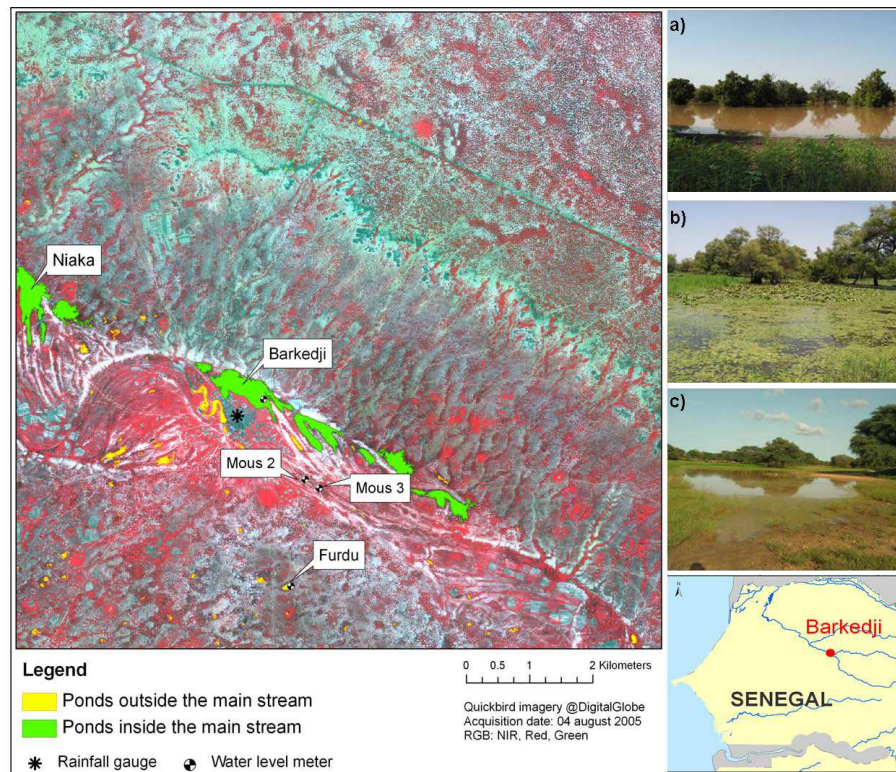 Niaka
Barkedji
Mous 2
Mous 3
Furdu
Legend
Ponds outside the main stream
Ponds inside the main stream
Rainfall gauge
Water level meter
0 0.5 1 2 Kilometers
Quickbird imagery @DigitalGlobe
Acquisition date: 04 august 2005
RGB: NIR, Red, Green
a)
b)
c)
N
Barkedji
SENEGAL